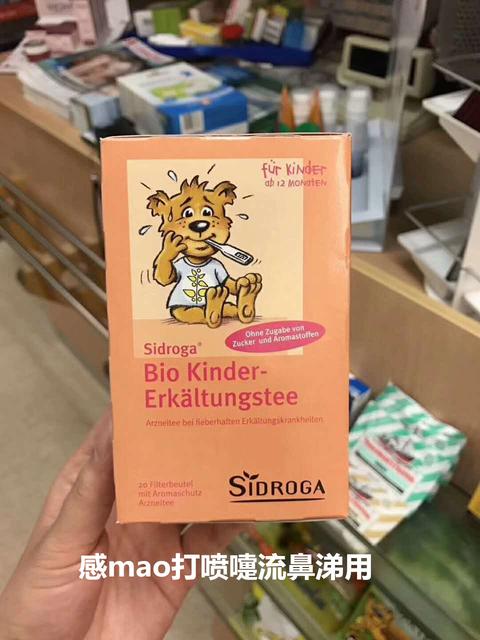 für Kinder
ab 12 Monaten
Ohne Zugabe von
Zucker und Aromastoffen
Sidroga®
Bio Kinder-
Erkältungstee
Arzneitee bei fieberhaften Erkältungskrankheiten
20 Filterbeutel
mit Aromaschutz
Arzneitee
SIDROGA
感mao打喷嚏流鼻涕用